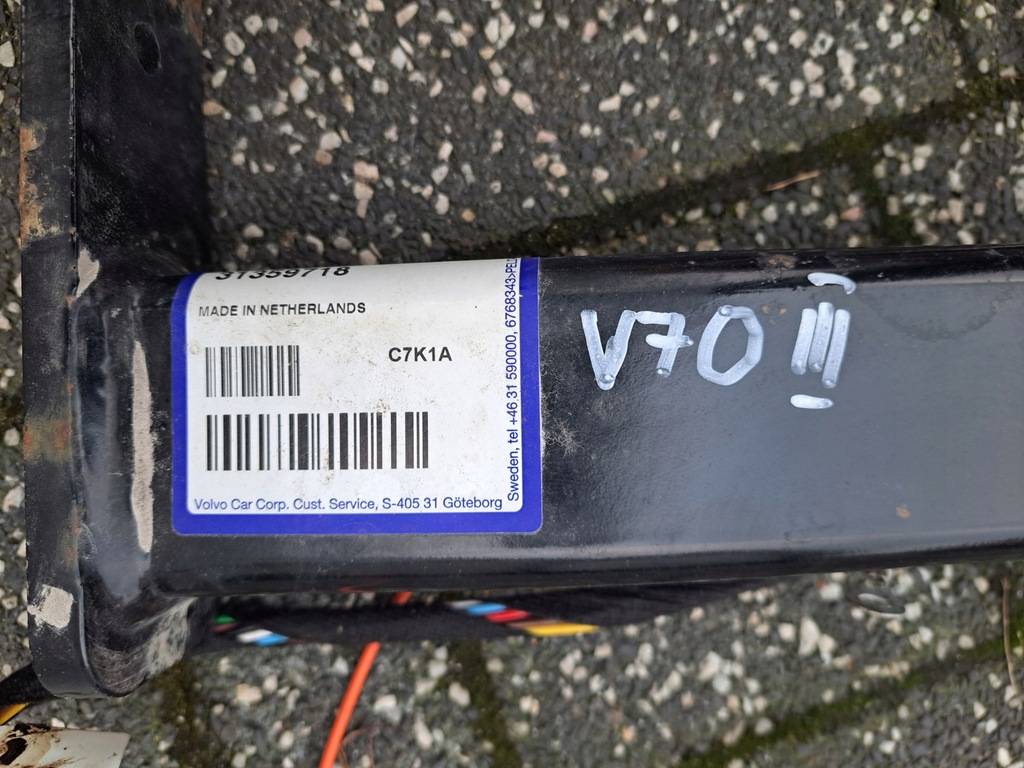 31359718
MADE IN NETHERLANDS
C7K1A
Volvo Car Corp. Cust. Service, S-405 31 Göteborg
Sweden, tel +46 31 590000, 6768343
V70 III